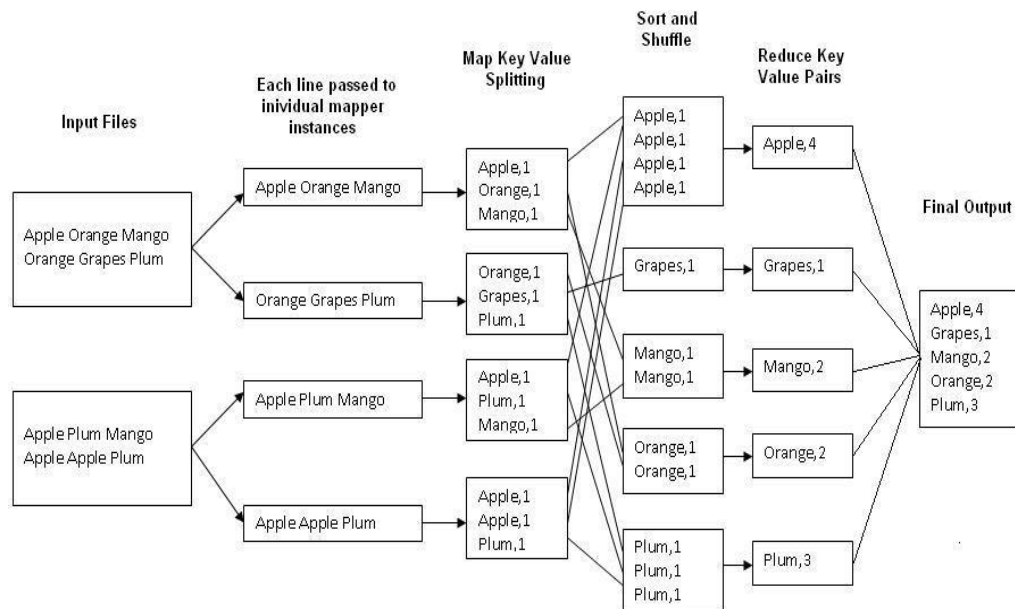 Input Files
Apple Orange Mango
Orange Grapes Plum
Apple Plum Mango
Apple Apple Plum
Each line passed to
inividual mapper
instances
Apple Orange Mango
Orange Grapes Plum
Apple Plum Mango
Apple Apple Plum
Map Key Value
Splitting
Apple,1
Orange,1
Mango,1
Orange,1
Grapes,1
Plum,1
Apple,1
Plum,1
Mango,1
Apple,1
Apple,1
Plum,1
Sort and
Shuffle
Apple,1
Apple,1
Apple,1
Apple,1
Grapes,1
Mango,1
Mango,1
Orange,1
Orange,1
Plum,1
Plum,1
Plum,1
Reduce Key
Value Pairs
Apple,4
Grapes,1
Mango,2
Orange,2
Plum,3
Final Output
Apple,4
Grapes,1
Mango,2
Orange,2
Plum,3